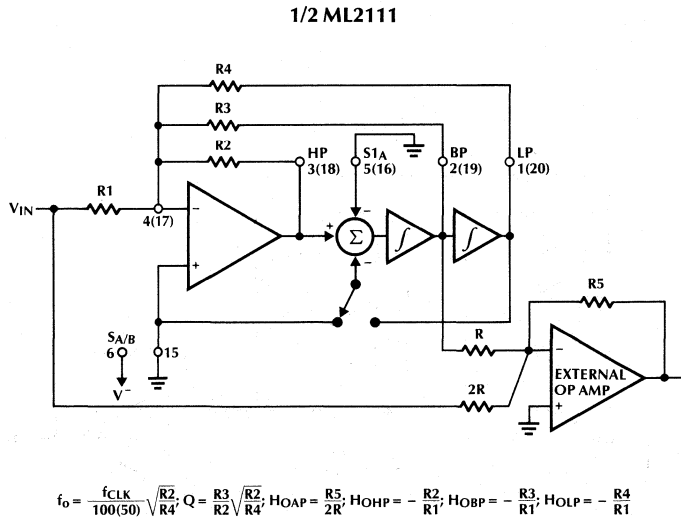 1/2 ML2111
R4
R3
R2
HP
3(18)
S1A
5(16)
BP
2(19)
LP
1(20)
R1
VIN
4(17)
−
+
+
−
Σ
−
∫
∫
R5
SA/B
6
15
V−
R
2R
−
EXTERNAL
OP AMP
+
fo = fCLK/100(50) √(R2/R4); Q = R3/R2 √(R2/R4); HOAP = R5/2R; HOHP = − R2/R1; HOBP = − R3/R1; HOLP = − R4/R1